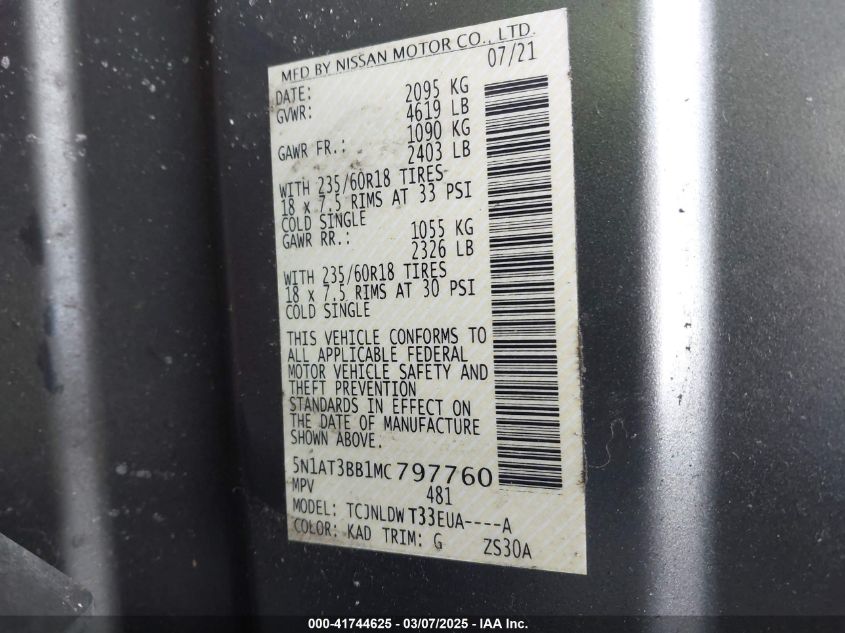 MFD BY NISSAN MOTOR CO., LTD.
DATE: 07/21
GVWR: 2095 KG
4619 LB
GAWR FR.: 1090 KG
2403 LB
WITH 235/60R18 TIRES
18 x 7.5 RIMS AT 33 PSI
COLD SINGLE
GAWR RR.: 1055 KG
2326 LB
WITH 235/60R18 TIRES
18 x 7.5 RIMS AT 30 PSI
COLD SINGLE
THIS VEHICLE CONFORMS TO
ALL APPLICABLE FEDERAL
MOTOR VEHICLE SAFETY AND
THEFT PREVENTION
STANDARDS IN EFFECT ON
THE DATE OF MANUFACTURE
SHOWN ABOVE.
5N1AT3BB1MC797760
MPV 481
MODEL: TCJNLDW T33EUA----A
COLOR: KAD TRIM: G ZS30A
000-41744625 - 03/07/2025 - IAA Inc.